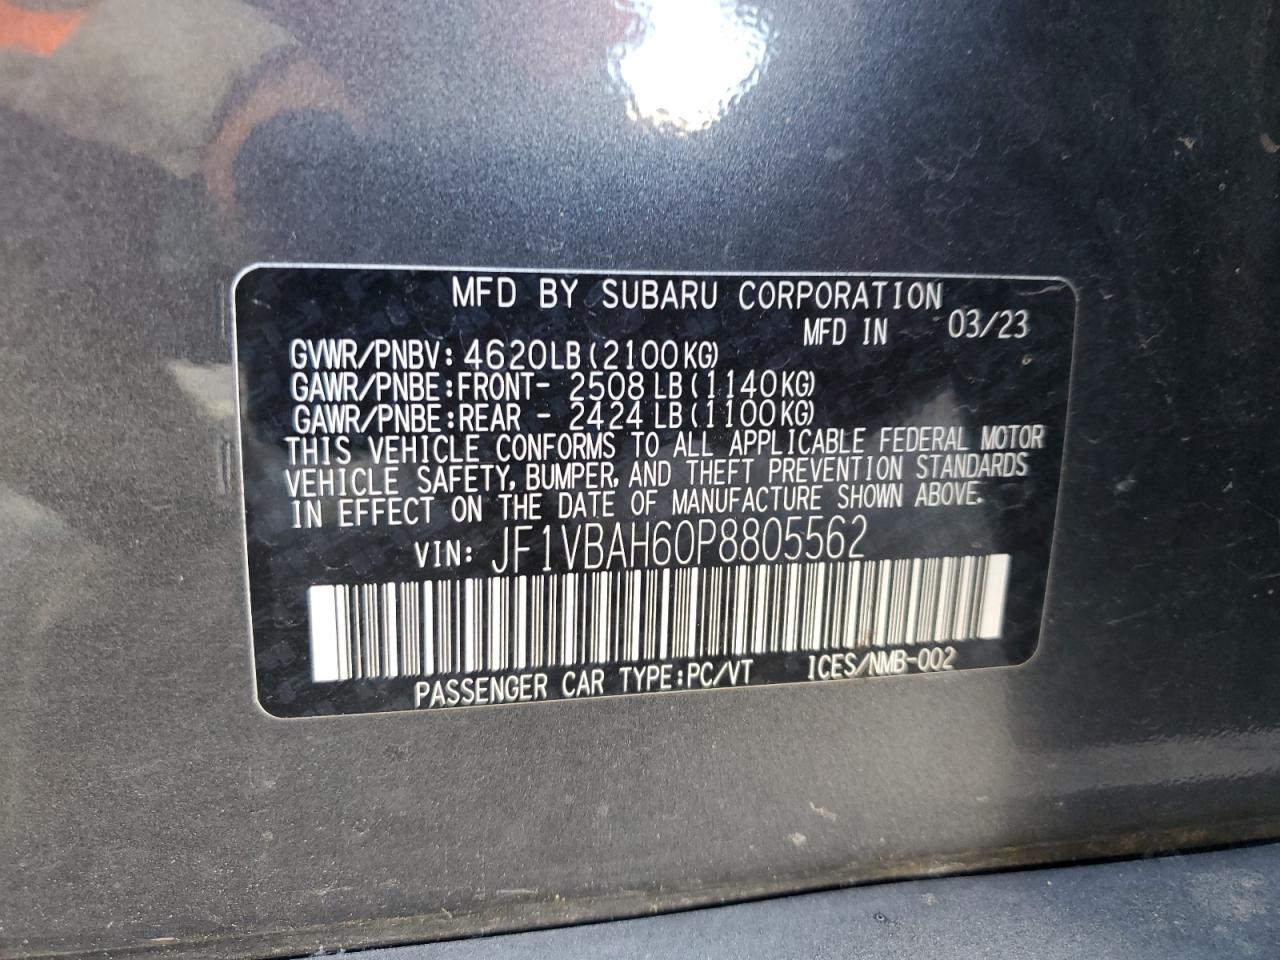 MFD BY SUBARU CORPORATION
MFD IN 03/23
GVWR/PNBV: 4620LB(2100KG)
GAWR/PNBE:FRONT- 2508 LB(1140KG)
GAWR/PNBE:REAR - 2424 LB(1100KG)
THIS VEHICLE CONFORMS TO ALL APPLICABLE FEDERAL MOTOR
VEHICLE SAFETY, BUMPER, AND THEFT PREVENTION STANDARDS
IN EFFECT ON THE DATE OF MANUFACTURE SHOWN ABOVE.
VIN: JF1VBAH60P8805562
PASSENGER CAR TYPE:PC/VT ICES/NMB-002